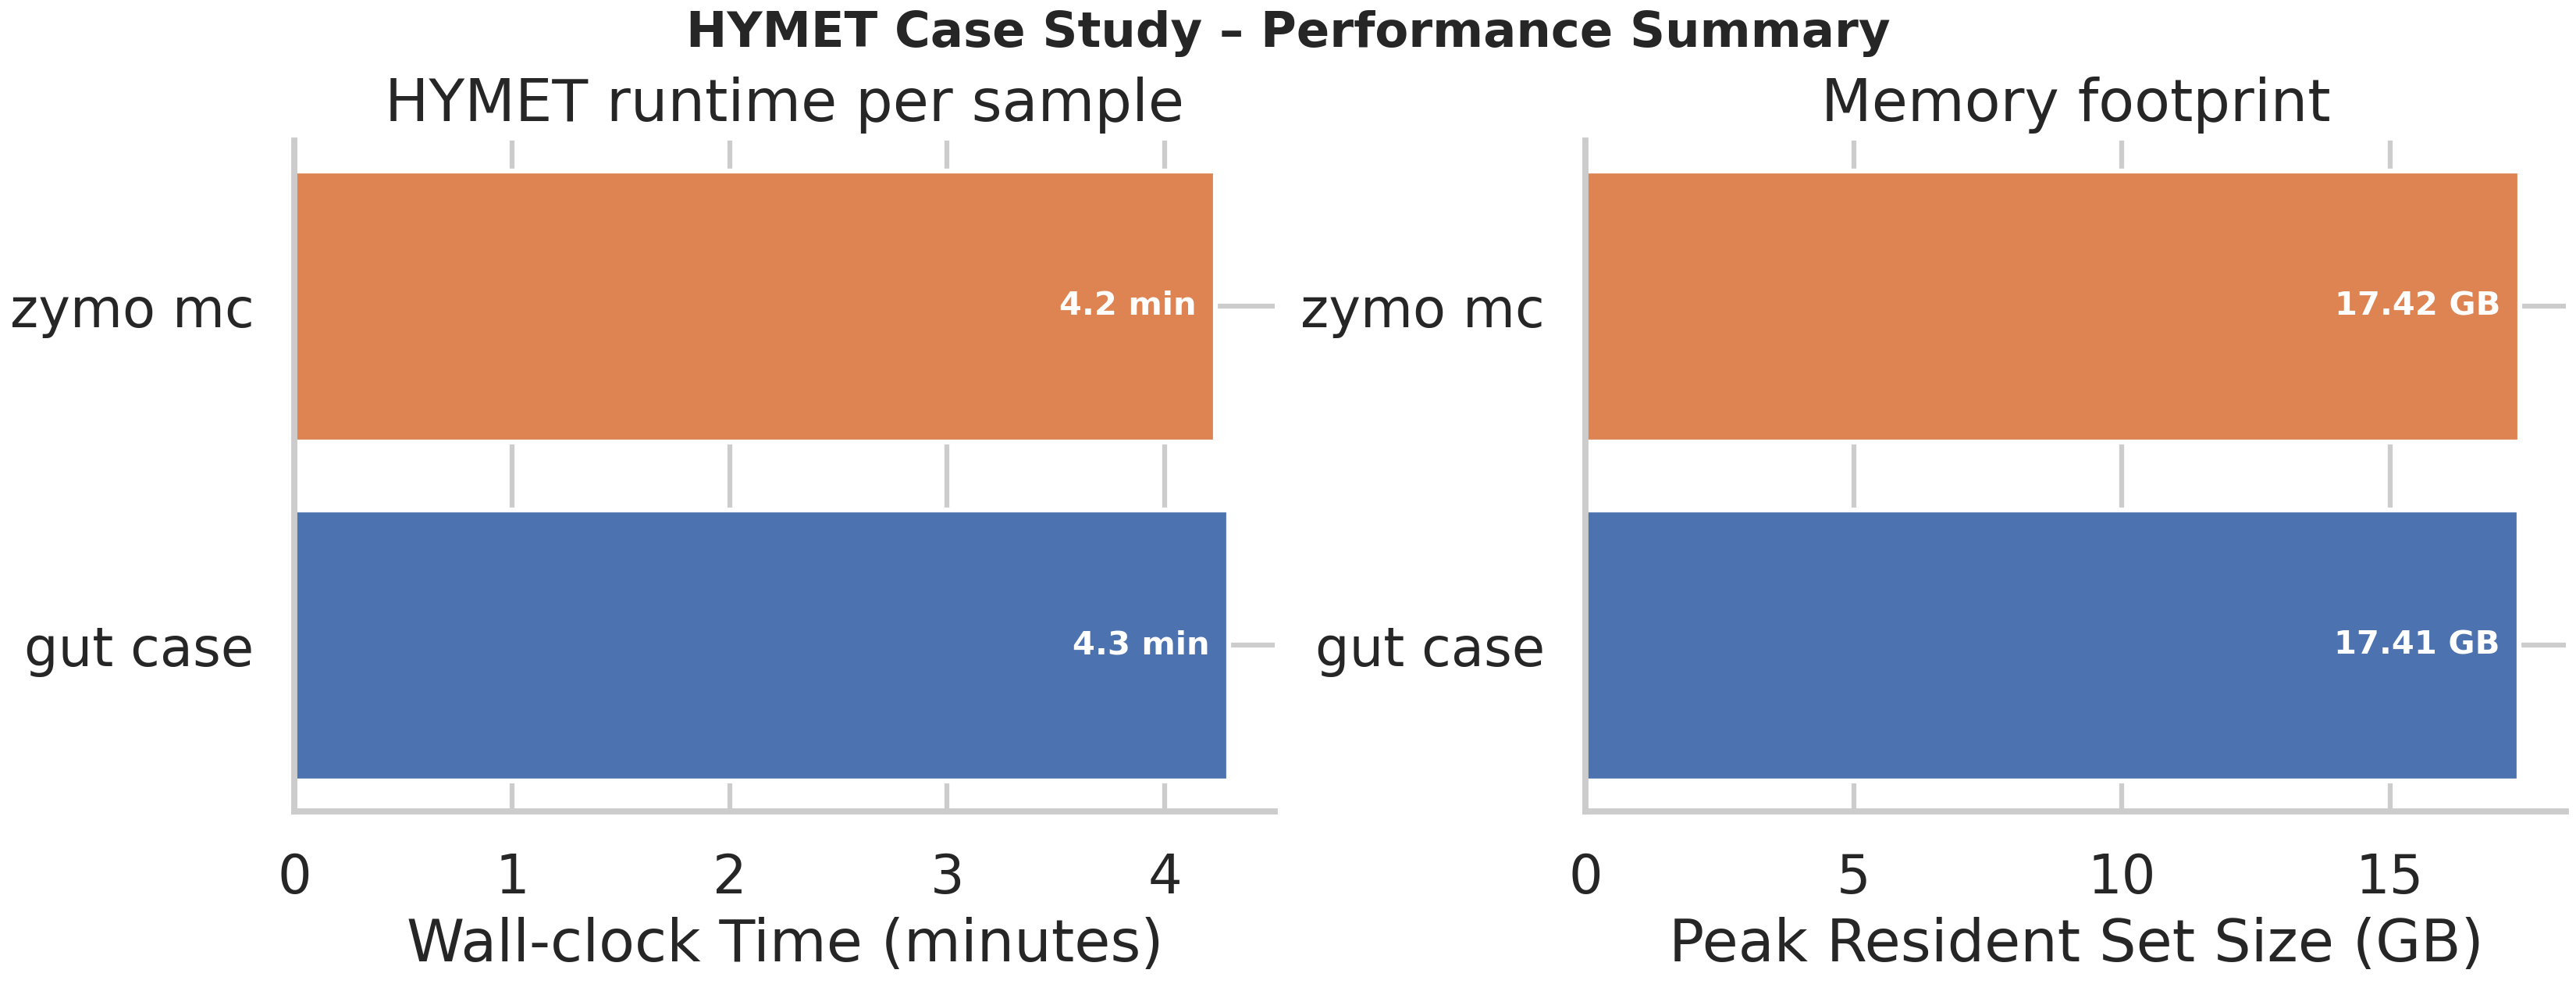 HYMET Case Study – Performance Summary
HYMET runtime per sample
zymo mc
4.2 min
gut case
4.3 min
0 1 2 3 4
Wall-clock Time (minutes)
Memory footprint
zymo mc
17.42 GB
gut case
17.41 GB
0 5 10 15
Peak Resident Set Size (GB)